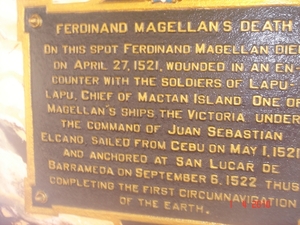 FERDINAND MAGELLAN'S DEATH
ON THIS SPOT FERDINAND MAGELLAN DIE
ON APRIL 27, 1521, WOUNDED IN AN EN-
COUNTER WITH THE SOLDIERS OF LAPU-
LAPU, CHIEF OF MACTAN ISLAND ONE OF
MAGELLAN'S SHIPS THE VICTORIA UNDER
THE COMMAND OF JUAN SEBASTIAN
ELCANO, SAILED FROM CEBU ON MAY 1, 1521
AND ANCHORED AT SAN LUCAR DE
BARRAMEDA ON SEPTEMBER 6, 1522 THUS
COMPLETING THE FIRST CIRCUMNAVIGATION
OF THE EARTH.